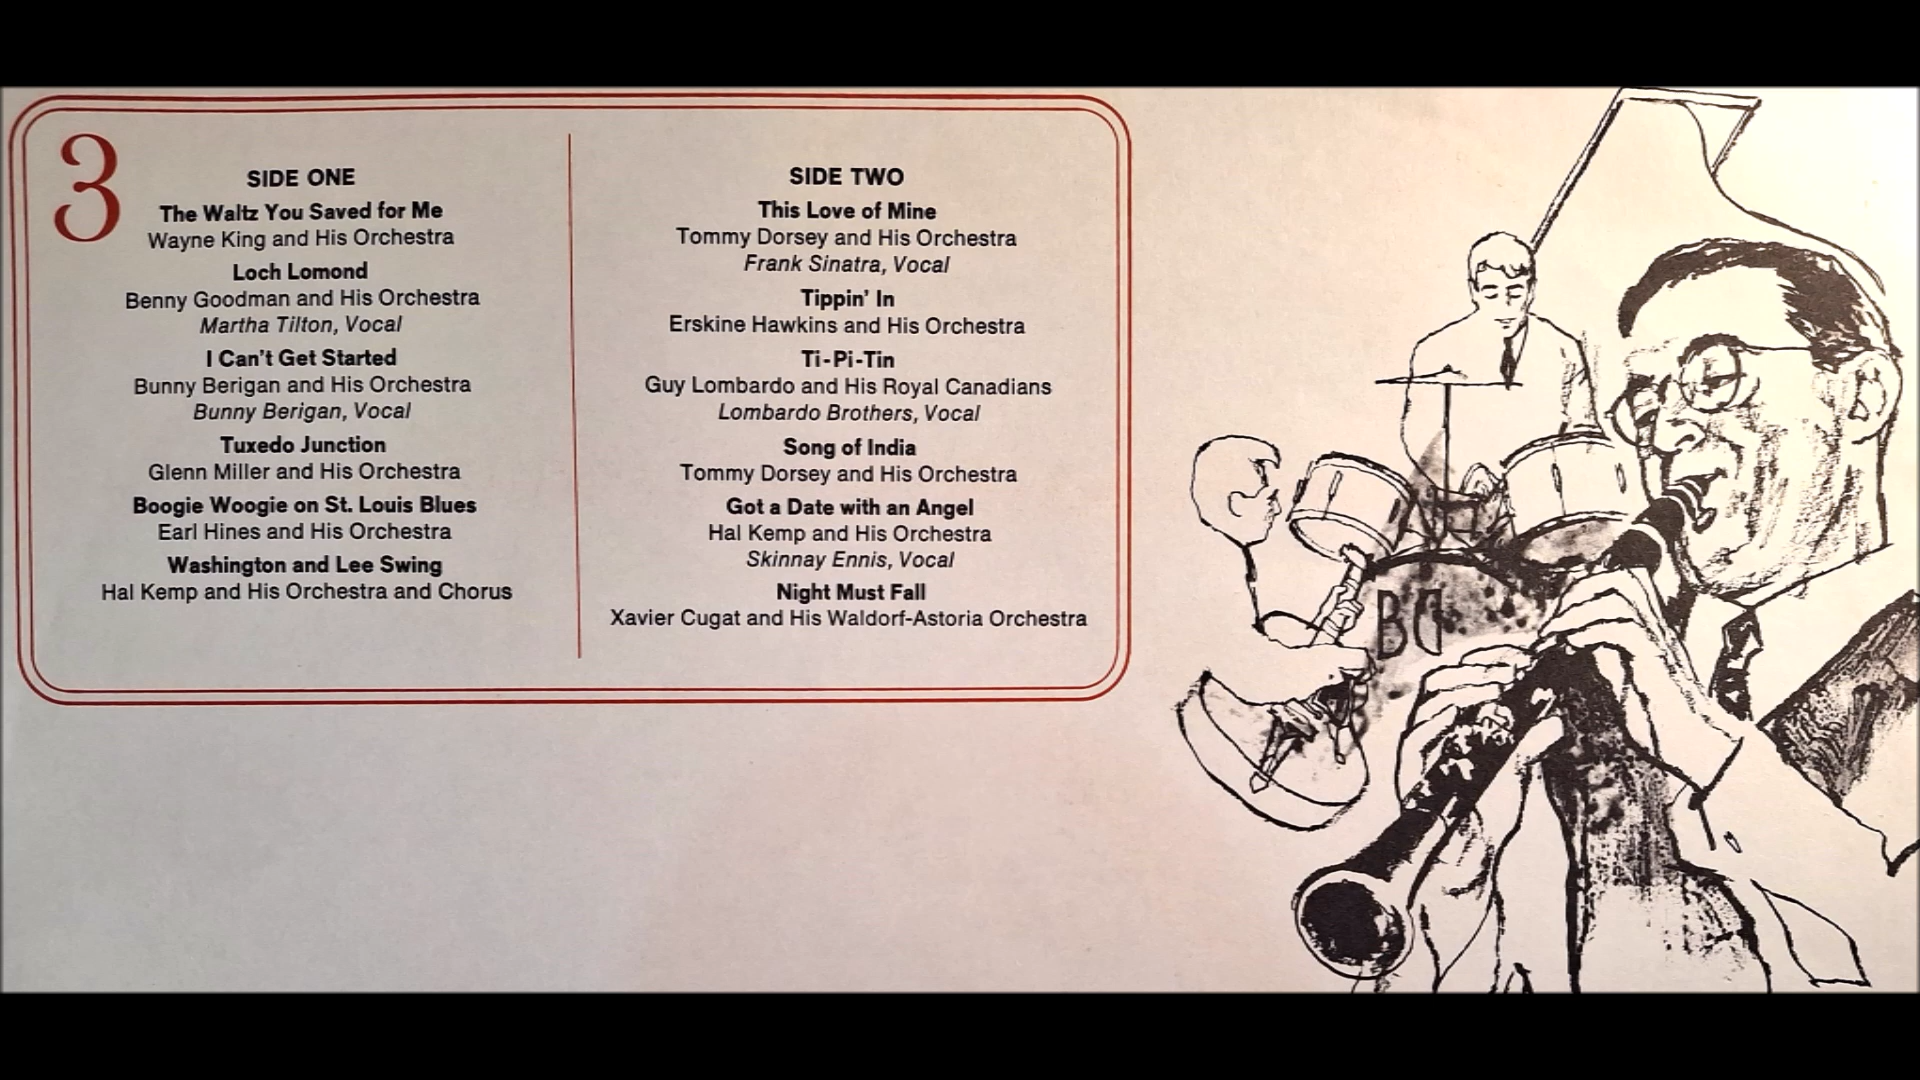 3
SIDE ONE
The Waltz You Saved for Me
Wayne King and His Orchestra
Loch Lomond
Benny Goodman and His Orchestra
Martha Tilton, Vocal
I Can't Get Started
Bunny Berigan and His Orchestra
Bunny Berigan, Vocal
Tuxedo Junction
Glenn Miller and His Orchestra
Boogie Woogie on St. Louis Blues
Earl Hines and His Orchestra
Washington and Lee Swing
Hal Kemp and His Orchestra and Chorus
SIDE TWO
This Love of Mine
Tommy Dorsey and His Orchestra
Frank Sinatra, Vocal
Tippin' In
Erskine Hawkins and His Orchestra
Ti-Pi-Tin
Guy Lombardo and His Royal Canadians
Lombardo Brothers, Vocal
Song of India
Tommy Dorsey and His Orchestra
Got a Date with an Angel
Hal Kemp and His Orchestra
Skinnay Ennis, Vocal
Night Must Fall
Xavier Cugat and His Waldorf-Astoria Orchestra